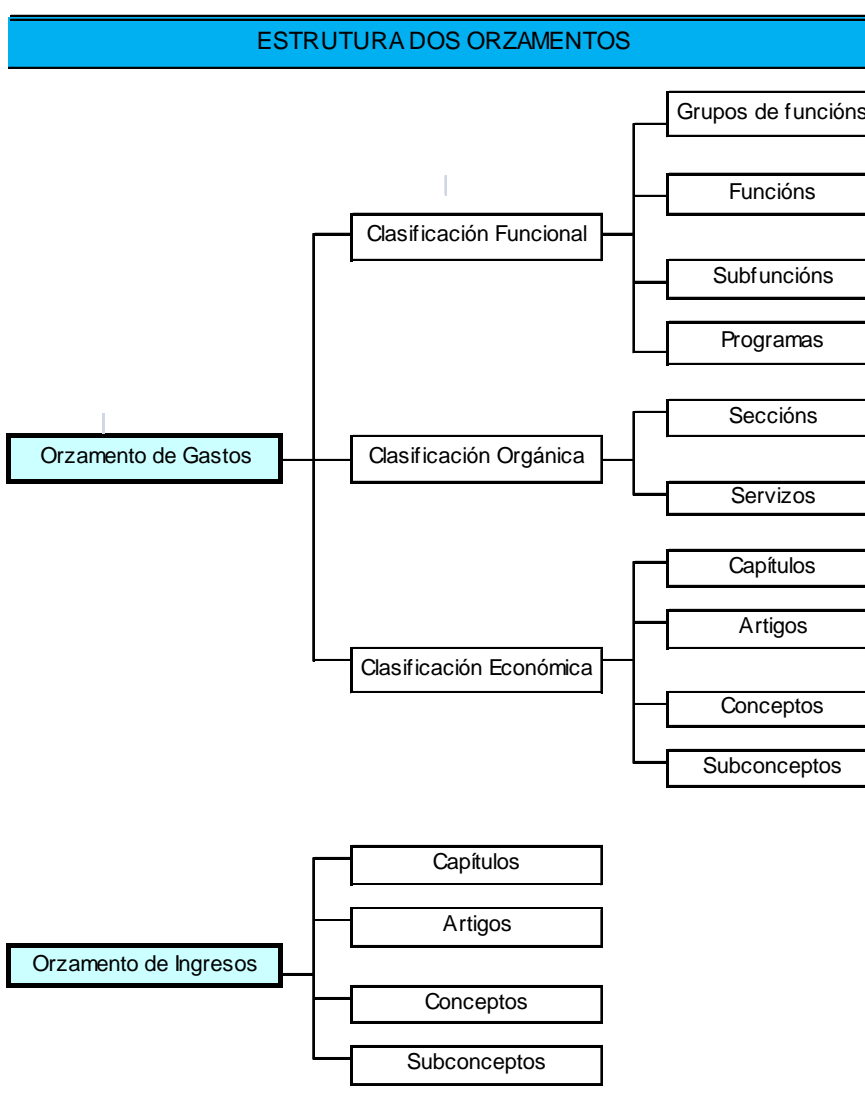 ESTRUTURA DOS ORZAMENTOS
Grupos de funcións
Funcións
Clasificación Funcional
Subfuncións
Programas
Seccións
Orzamento de Gastos
Clasificación Orgánica
Servizos
Capítulos
Artigos
Clasificación Económica
Conceptos
Subconceptos
Capítulos
Artigos
Orzamento de Ingresos
Conceptos
Subconceptos